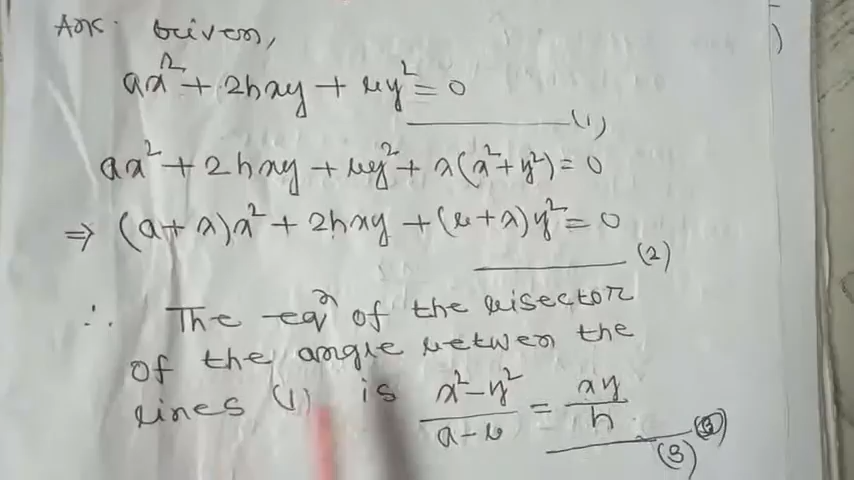 Ans. Given,
ax² + 2hxy + by² = 0
(1)
ax² + 2hxy + by² + λ(x² + y²) = 0
⇒ (a + λ)x² + 2hxy + (b + λ)y² = 0
(2)
∴ The eqⁿ of the bisector
of the angle betwen the
lines (1) is (x² - y²)/(a - b) = xy/h
(3)